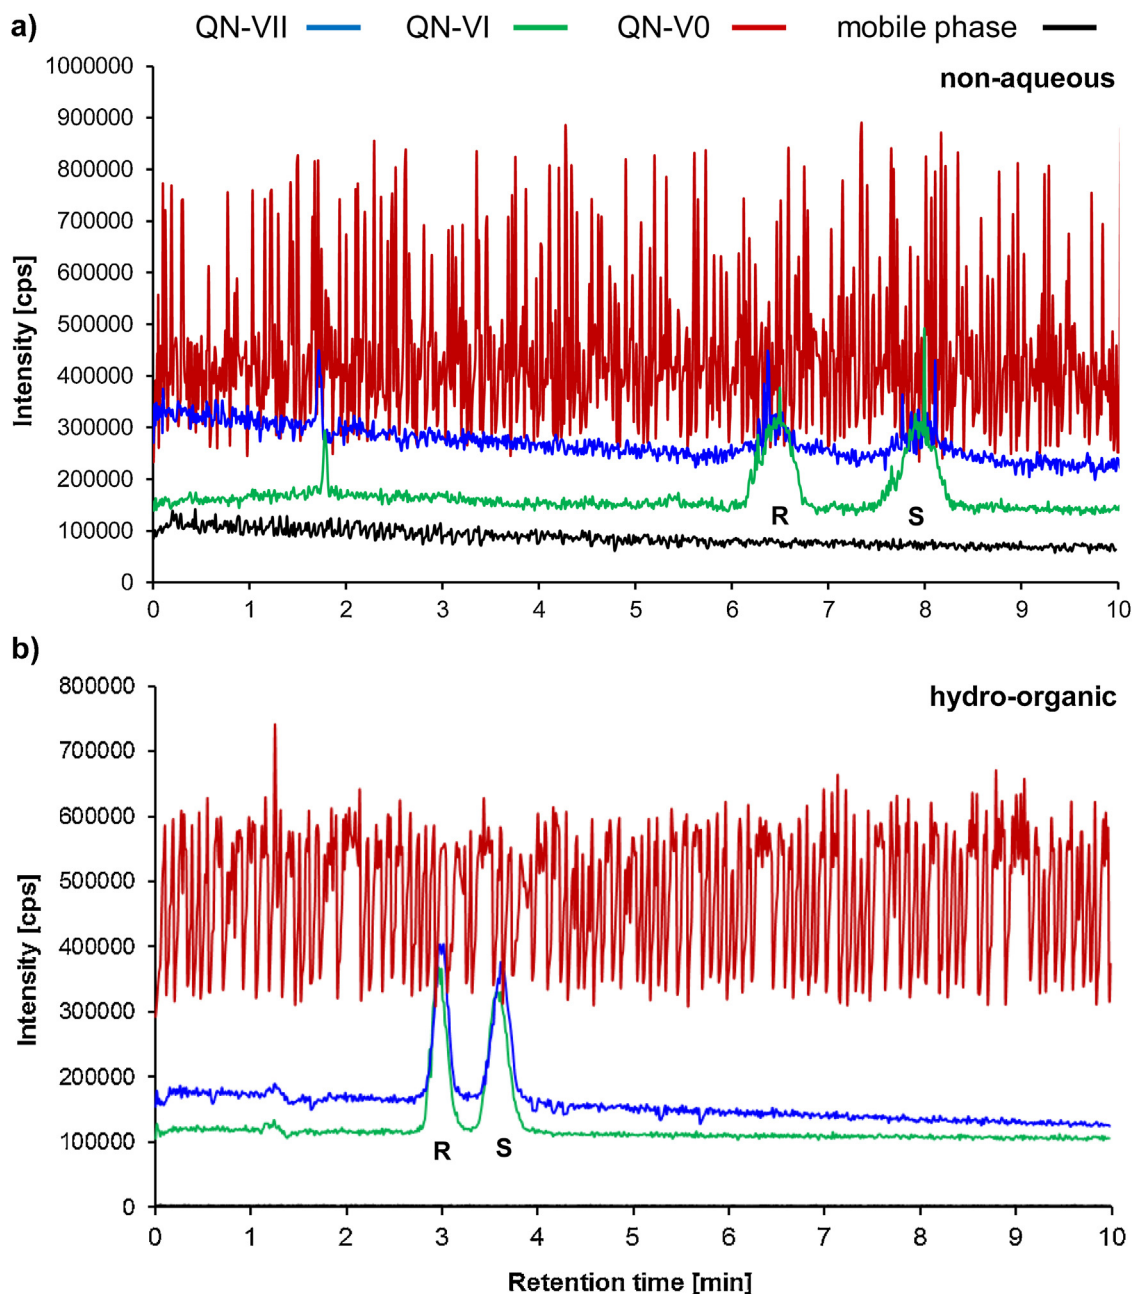 a) QN-VII QN-VI QN-V0 mobile phase
non-aqueous
1000000
900000
800000
700000
600000
500000
400000
300000
200000
100000
0
Intensity [cps]
R S
0 1 2 3 4 5 6 7 8 9 10
b)
hydro-organic
800000
700000
600000
500000
400000
300000
200000
100000
0
Intensity [cps]
R S
0 1 2 3 4 5 6 7 8 9 10
Retention time [min]